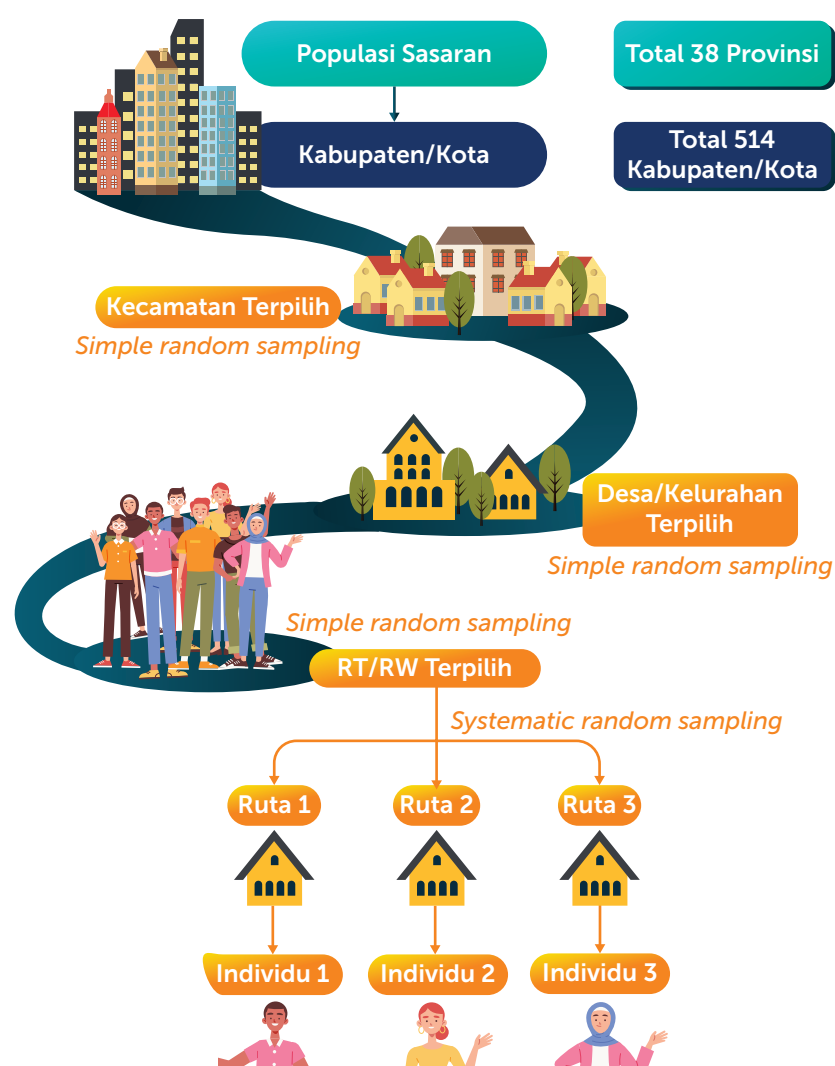 Populasi Sasaran
Total 38 Provinsi
Kabupaten/Kota
Total 514
Kabupaten/Kota
Kecamatan Terpilih
Simple random sampling
Desa/Kelurahan
Terpilih
Simple random sampling
Simple random sampling
RT/RW Terpilih
Systematic random sampling
Ruta 1
Ruta 2
Ruta 3
Individu 1
Individu 2
Individu 3